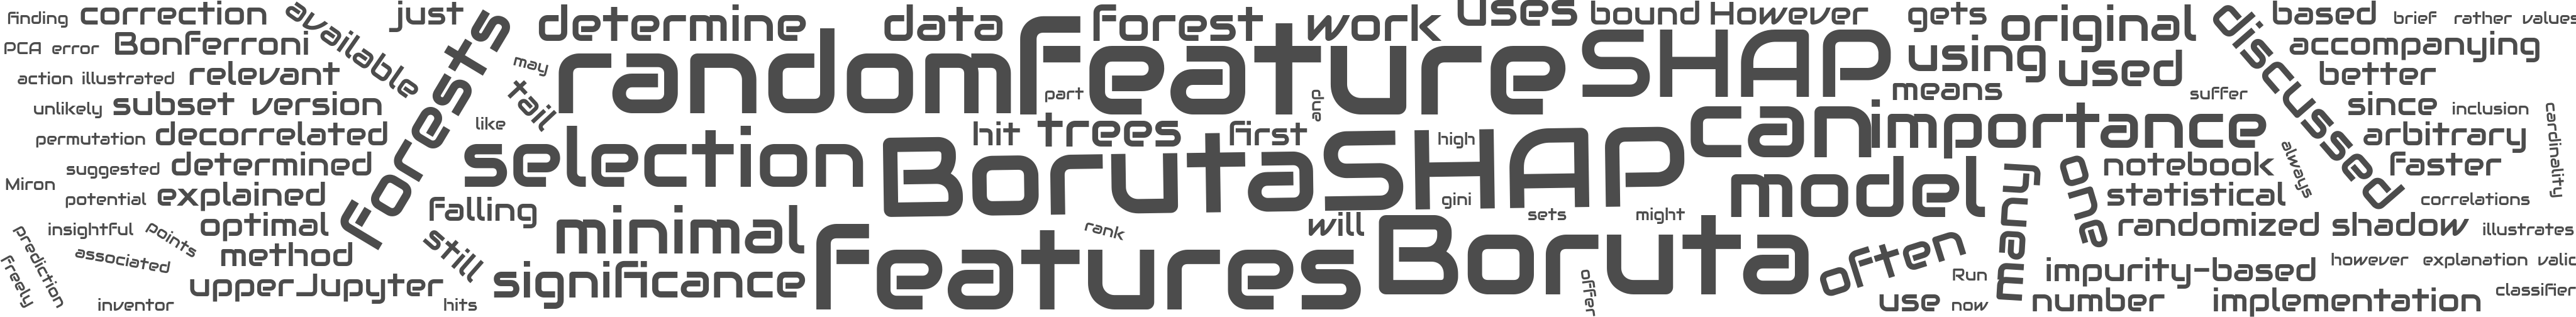 finding correction available just determine data forest work uses bound However gets original discussed based brief rather values
PCA error Bonferroni Forests random Feature SHAP using used accompanying
action illustrated relevant may means better
unlikely subset version tail part and suffer since inclusion cardinality
permutation decorrelated like hit trees first high can importance arbitrary
suggested determined selection BorutaSHAP notebook always faster
Miron potential explained falling gini model many one statistical correlations
insightful points optimal minimal rank will sets might randomized shadow illustrates
prediction associated method still features Boruta often Run impurity-based however explanation valid
Freely inventor upper Jupyter hits significance offer use now number implementation classifier